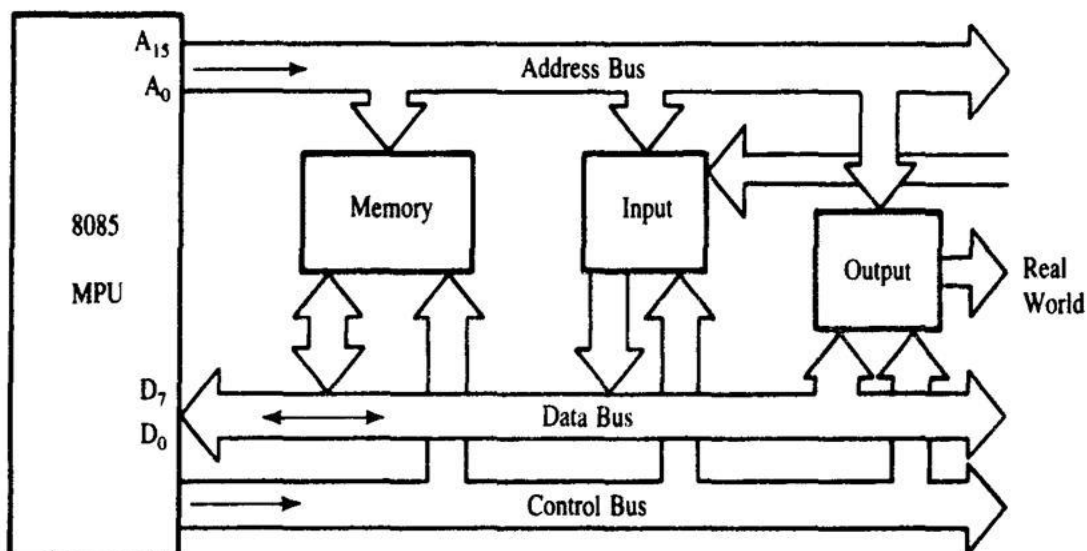 A15
Address Bus
A0
Memory
Input
8085
MPU
Output
Real
World
D7
Data Bus
D0
Control Bus